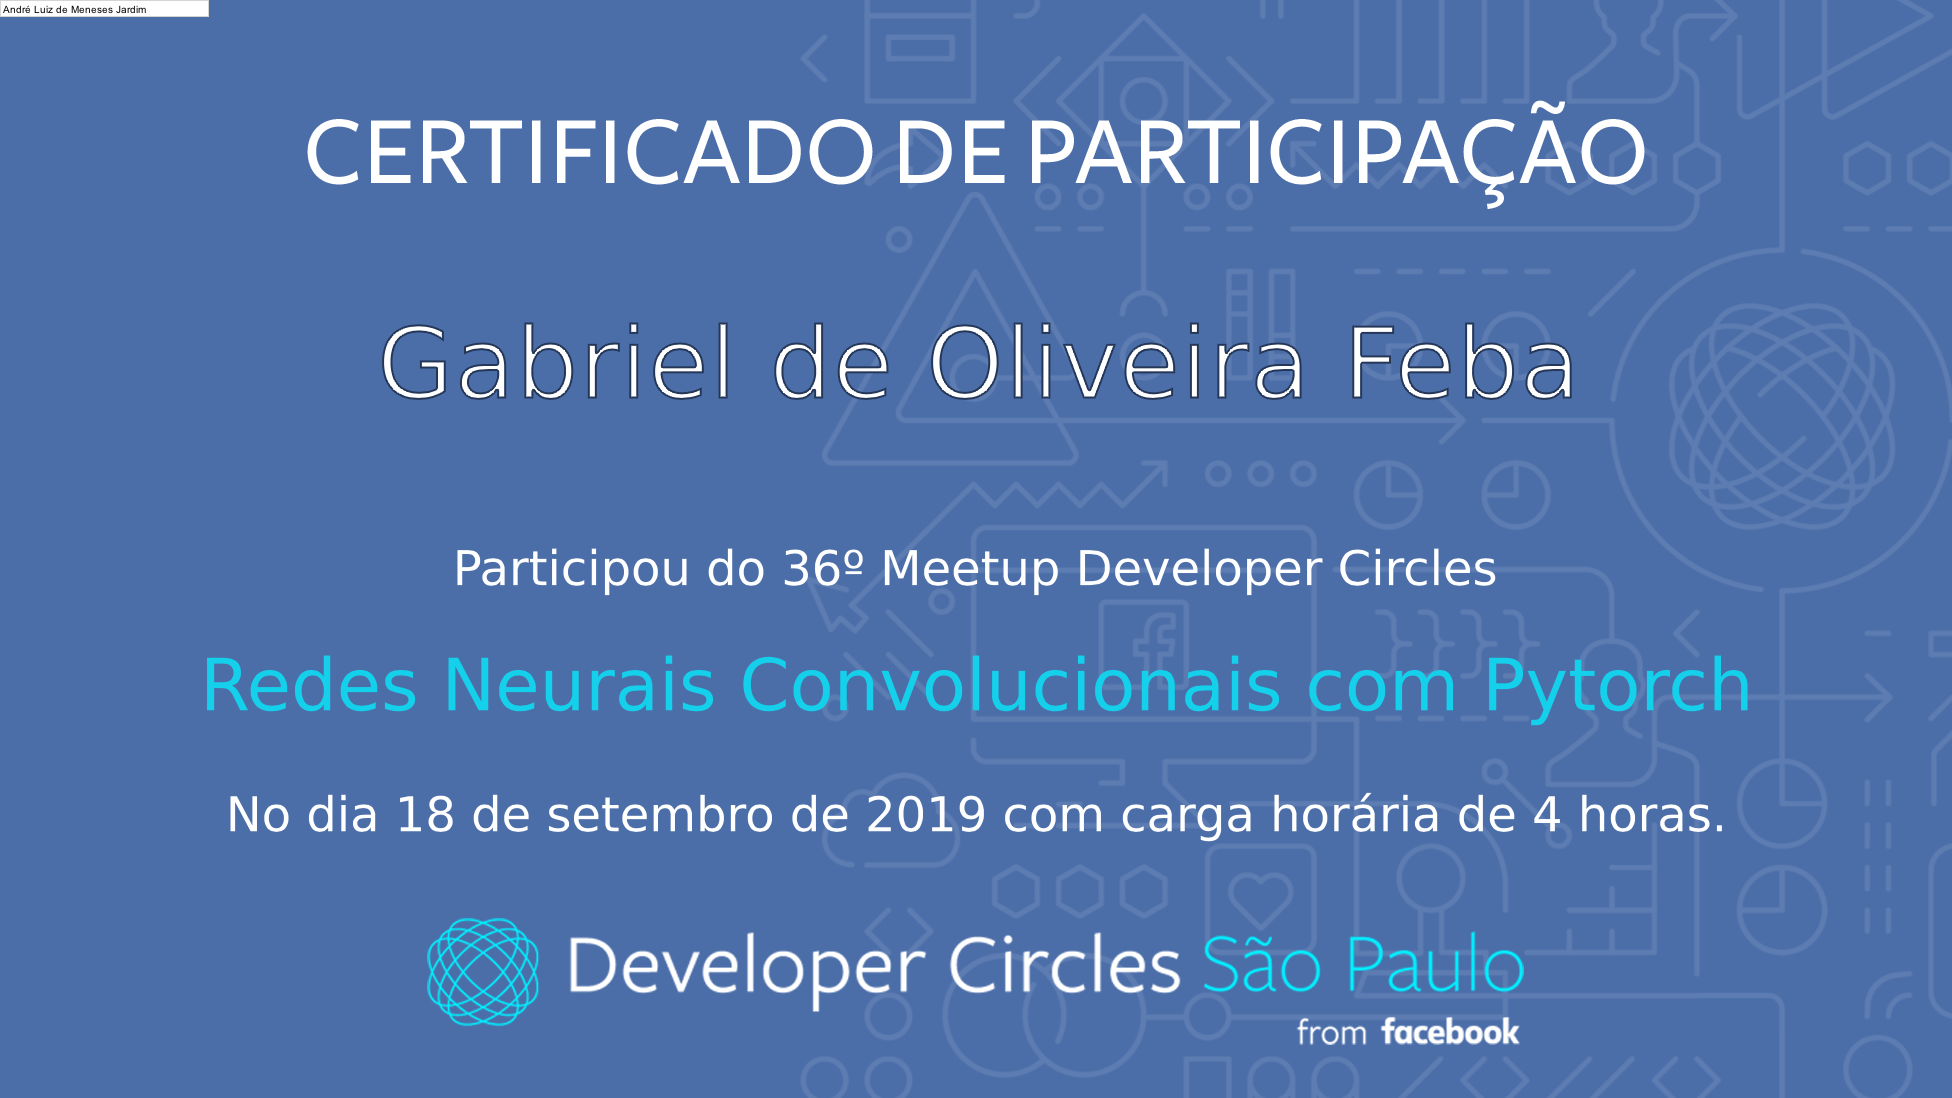 André Luiz de Meneses Jardim
CERTIFICADO DE PARTICIPAÇÃO
Gabriel de Oliveira Feba
Participou do 36º Meetup Developer Circles
Redes Neurais Convolucionais com Pytorch
No dia 18 de setembro de 2019 com carga horária de 4 horas.
Developer Circles São Paulo
from facebook